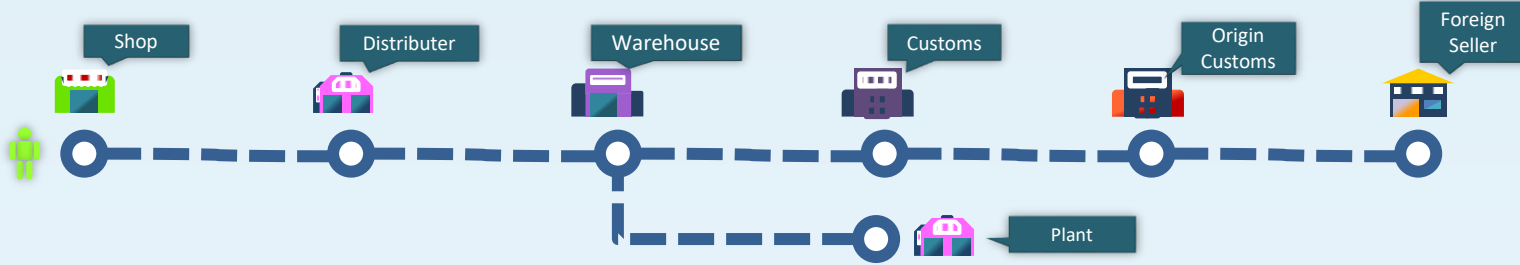 Shop
Distributer
Warehouse
Customs
Origin
Customs
Foreign
Seller
Plant